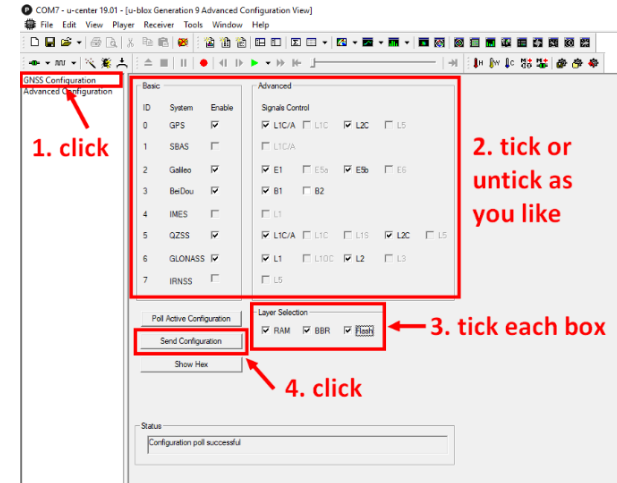 COM7 - u-center 19.01 - [u-blox Generation 9 Advanced Configuration View]
File Edit View Player Receiver Tools Window Help
GNSS Configuration
Advanced Configuration
1. click
Basic
Advanced
ID System Enable Signals Control
0 GPS L1C/A L1C L2C L5
1 SBAS L1C/A
2 Galileo E1 E5a E5b E6
3 BeiDou B1 B2
4 IMES L1
5 QZSS L1C/A L1C L1S L2C L5
6 GLONASS L1 L1OC L2 L3
7 IRNSS L5
2. tick or
untick as
you like
Poll Active Configuration
Send Configuration
Show Hex
Layer Selection
RAM BBR Flash
3. tick each box
4. click
Status
Configuration poll successful